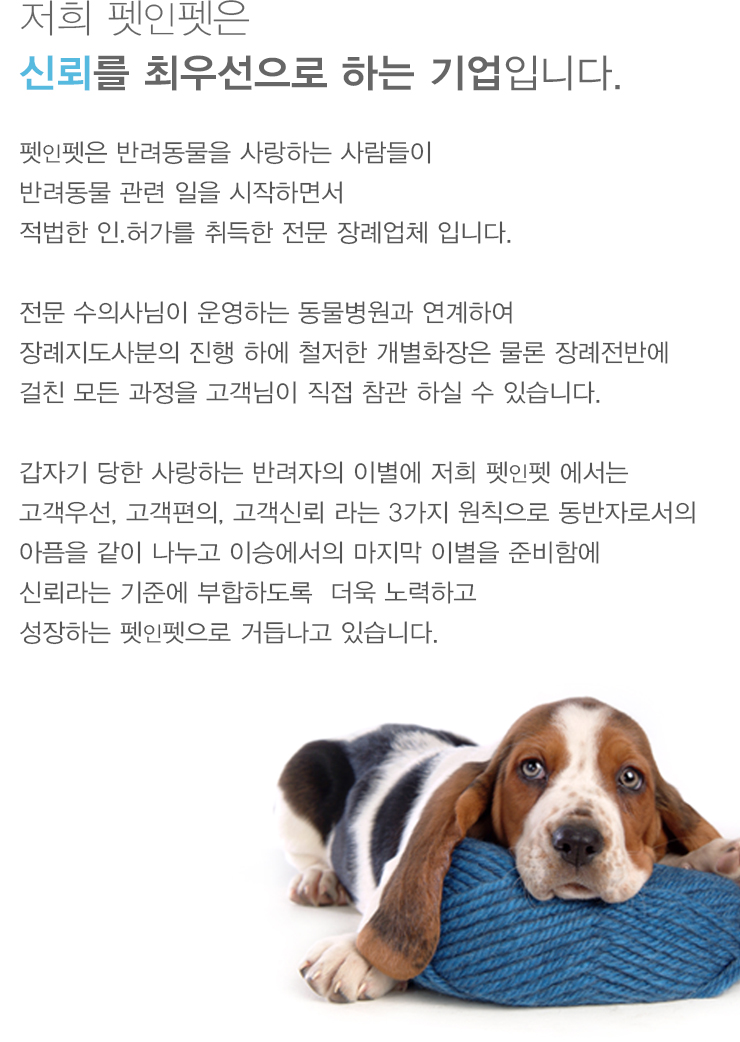 저희 펫인펫은
신뢰를 최우선으로 하는 기업입니다.
펫인펫은 반려동물을 사랑하는 사람들이
반려동물 관련 일을 시작하면서
적법한 인.허가를 취득한 전문 장례업체 입니다.
전문 수의사님이 운영하는 동물병원과 연계하여
장례지도사분의 진행 하에 철저한 개별화장은 물론 장례전반에
걸친 모든 과정을 고객님이 직접 참관 하실 수 있습니다.
갑자기 당한 사랑하는 반려자의 이별에 저희 펫인펫 에서는
고객우선, 고객편의, 고객신뢰 라는 3가지 원칙으로 동반자로서의
아픔을 같이 나누고 이승에서의 마지막 이별을 준비함에
신뢰라는 기준에 부합하도록 더욱 노력하고
성장하는 펫인펫으로 거듭나고 있습니다.